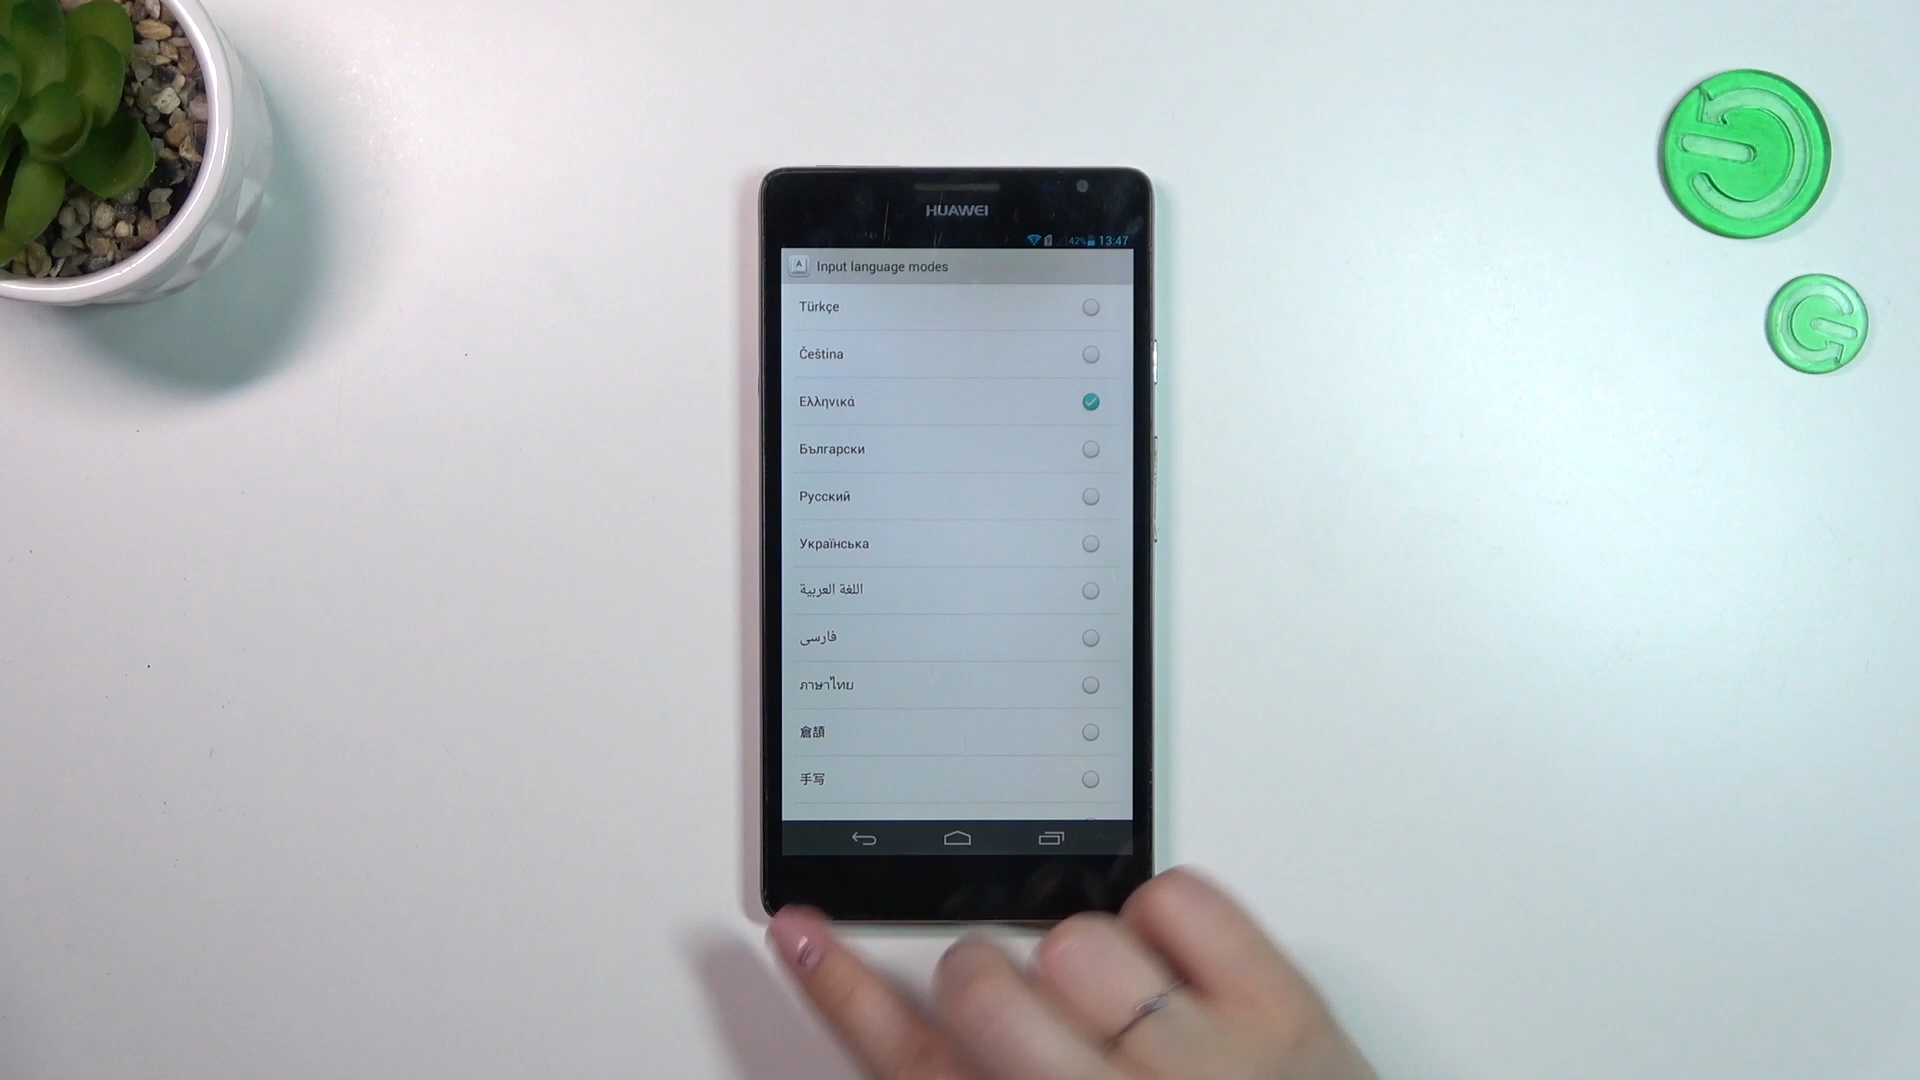 HUAWEI
42% 13:47
Input language modes
Türkçe
Čeština
Ελληνικά
Български
Русский
Українська
اللغة العربية
فارسی
ภาษาไทย
倉頡
手写